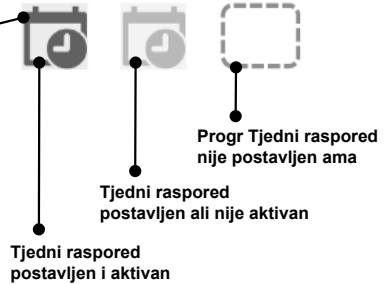 Progr Tjedni raspored
nije postavljen ama
Tjedni raspored
postavljen ali nije aktivan
Tjedni raspored
postavljen i aktivan